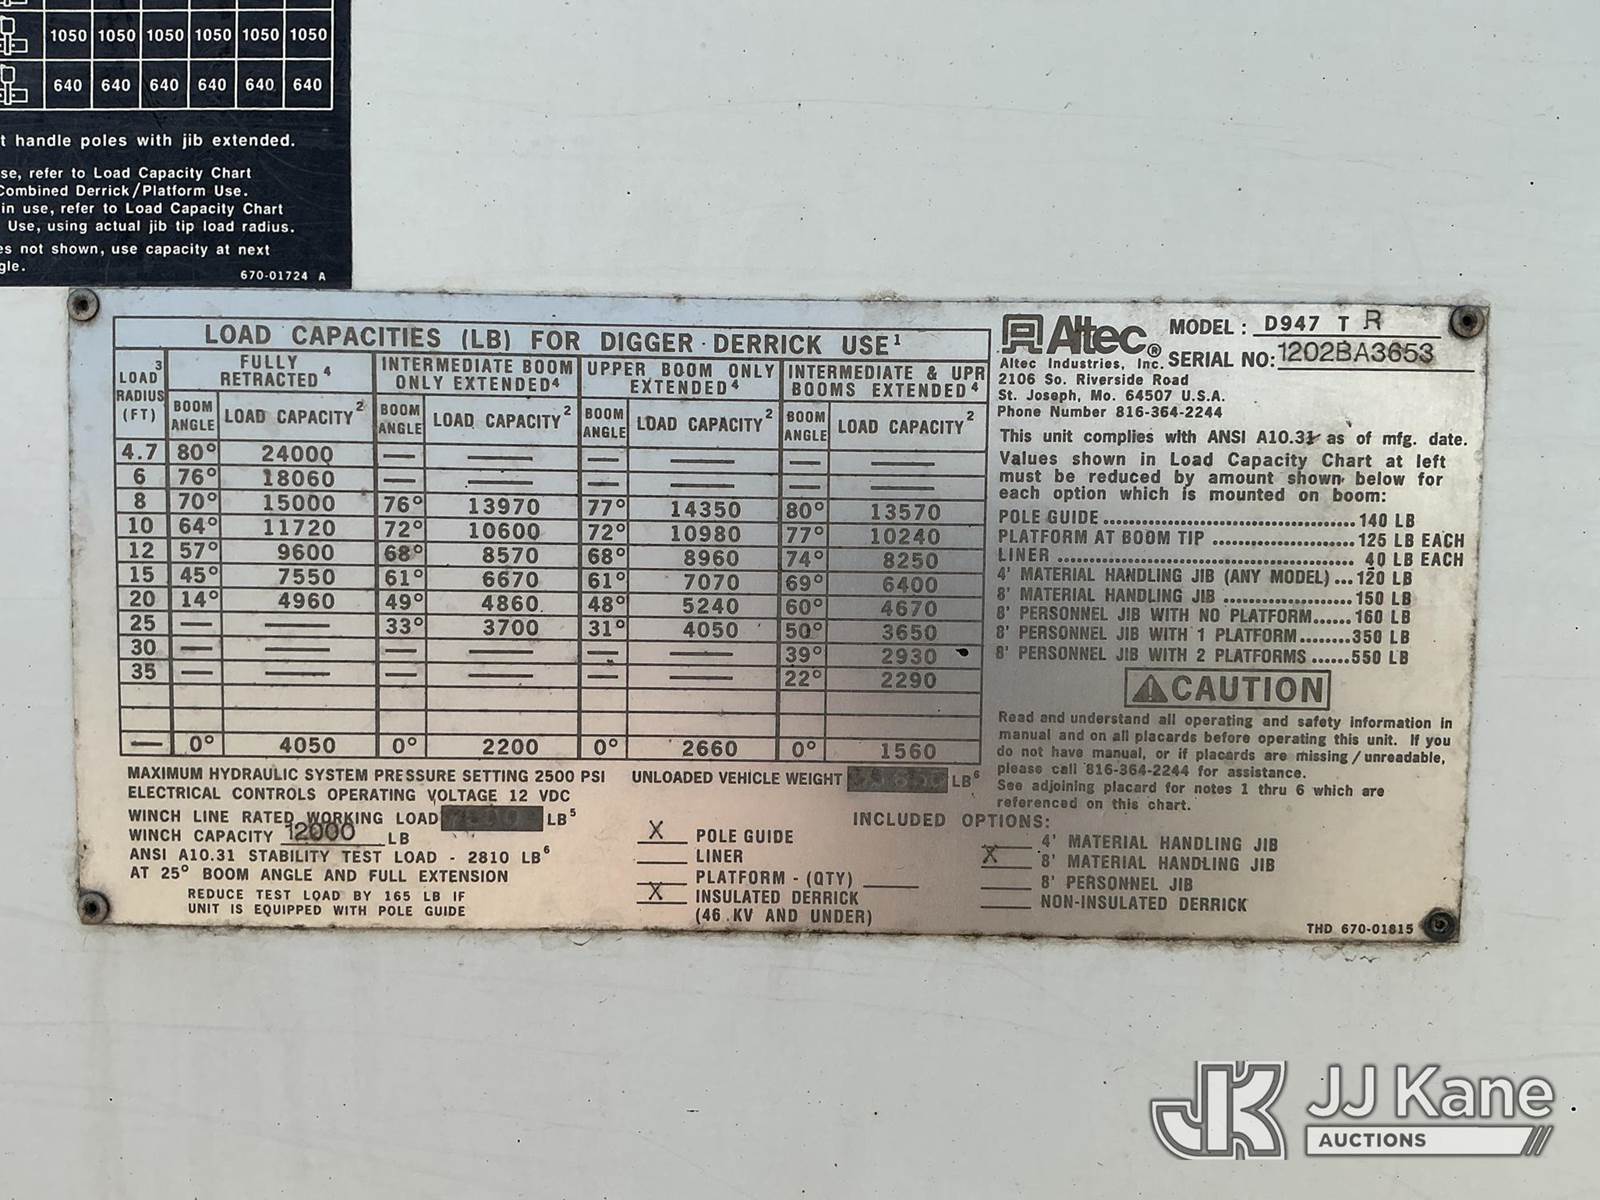 1050 1050 1050 1050 1050 1050
640 640 640 640 640 640
t handle poles with jib extended.
se, refer to Load Capacity Chart
Combined Derrick/Platform Use.
in use, refer to Load Capacity Chart
Use, using actual jib tip load radius.
es not shown, use capacity at next
gle.
670-01724 A
LOAD CAPACITIES (LB) FOR DIGGER DERRICK USE1
LOAD3 RADIUS (FT)
FULLY RETRACTED4
INTERMEDIATE BOOM ONLY EXTENDED4
UPPER BOOM ONLY EXTENDED4
INTERMEDIATE & UPR BOOMS EXTENDED4
BOOM ANGLE LOAD CAPACITY2 BOOM ANGLE LOAD CAPACITY2 BOOM ANGLE LOAD CAPACITY2 BOOM ANGLE LOAD CAPACITY2
4.7 80° 24000 — — — — — —
6 76° 18060 — — — — — —
8 70° 15000 76° 13970 77° 14350 80° 13570
10 64° 11720 72° 10600 72° 10980 77° 10240
12 57° 9600 68° 8570 68° 8960 74° 8250
15 45° 7550 61° 6670 61° 7070 69° 6400
20 14° 4960 49° 4860 48° 5240 60° 4670
25 — — 33° 3700 31° 4050 50° 3650
30 — — — — — — 39° 2930
35 — — — — — — 22° 2290
— 0° 4050 0° 2200 0° 2660 0° 1560
MAXIMUM HYDRAULIC SYSTEM PRESSURE SETTING 2500 PSI
ELECTRICAL CONTROLS OPERATING VOLTAGE 12 VDC
WINCH LINE RATED WORKING LOAD LB5
WINCH CAPACITY 12000 LB
ANSI A10.31 STABILITY TEST LOAD - 2810 LB6
AT 25° BOOM ANGLE AND FULL EXTENSION
REDUCE TEST LOAD BY 165 LB IF
UNIT IS EQUIPPED WITH POLE GUIDE
UNLOADED VEHICLE WEIGHT LB6
INCLUDED OPTIONS:
X POLE GUIDE
LINER
PLATFORM - (QTY)
X INSULATED DERRICK
(46 KV AND UNDER)
4' MATERIAL HANDLING JIB
X 8' MATERIAL HANDLING JIB
8' PERSONNEL JIB
NON-INSULATED DERRICK
THD 670-01815
Altec®
MODEL: D947 T R
SERIAL NO: 1202BA3653
Altec Industries, Inc.
2106 So. Riverside Road
St. Joseph, Mo. 64507 U.S.A.
Phone Number 816-364-2244
This unit complies with ANSI A10.31 as of mfg. date.
Values shown in Load Capacity Chart at left
must be reduced by amount shown below for
each option which is mounted on boom:
POLE GUIDE.....................................140 LB
PLATFORM AT BOOM TIP .....................125 LB EACH
LINER ............................................ 40 LB EACH
4' MATERIAL HANDLING JIB (ANY MODEL)...120 LB
8' MATERIAL HANDLING JIB ...................150 LB
8' PERSONNEL JIB WITH NO PLATFORM......160 LB
8' PERSONNEL JIB WITH 1 PLATFORM........350 LB
8' PERSONNEL JIB WITH 2 PLATFORMS ......550 LB
CAUTION
Read and understand all operating and safety information in
manual and on all placards before operating this unit. If you
do not have manual, or if placards are missing/unreadable,
please call 816-364-2244 for assistance.
See adjoining placard for notes 1 thru 6 which are
referenced on this chart.
JK JJ Kane
AUCTIONS